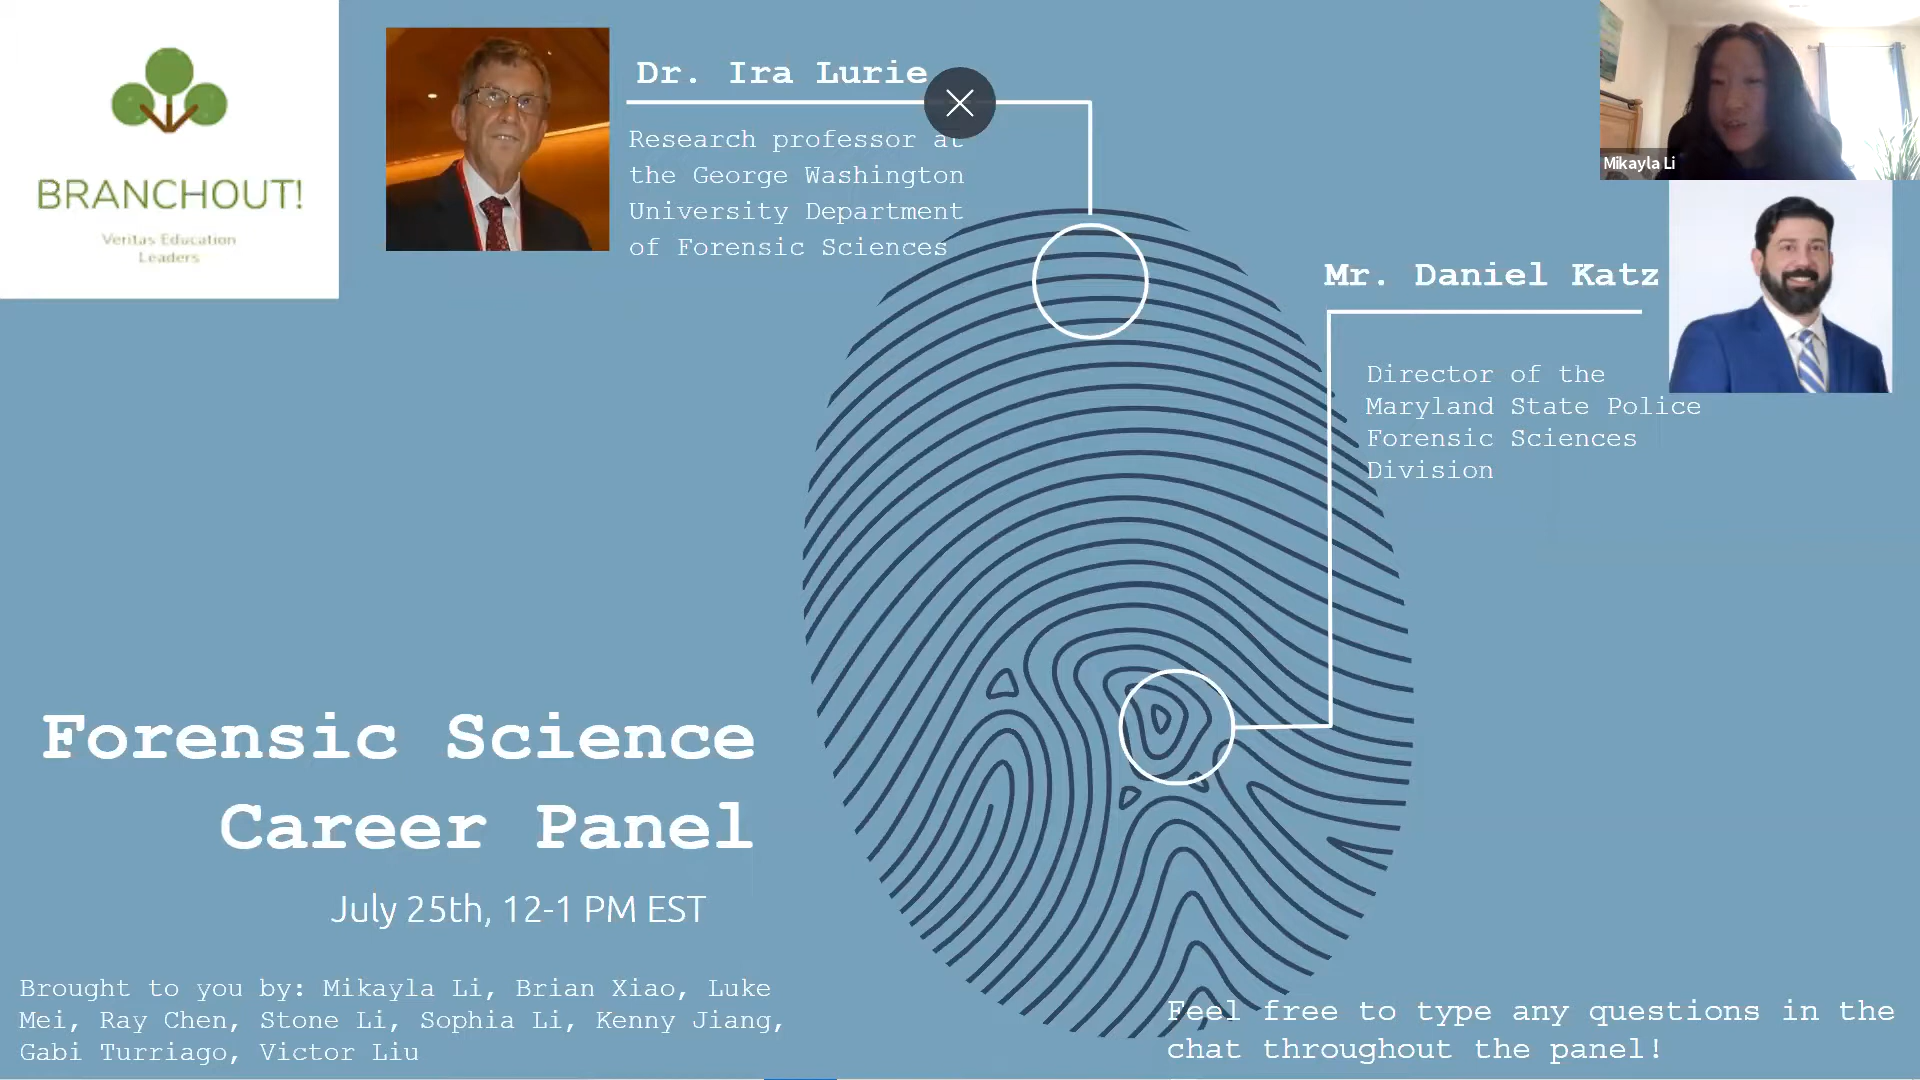 BRANCHOUT!
Veritas Education
Leaders
Dr. Ira Lurie
Research professor at
the George Washington
University Department
of Forensic Sciences
Mikayla Li
Mr. Daniel Katz
Director of the
Maryland State Police
Forensic Sciences
Division
Forensic Science
Career Panel
July 25th, 12-1 PM EST
Brought to you by: Mikayla Li, Brian Xiao, Luke
Mei, Ray Chen, Stone Li, Sophia Li, Kenny Jiang,
Gabi Turriago, Victor Liu
Feel free to type any questions in the
chat throughout the panel!